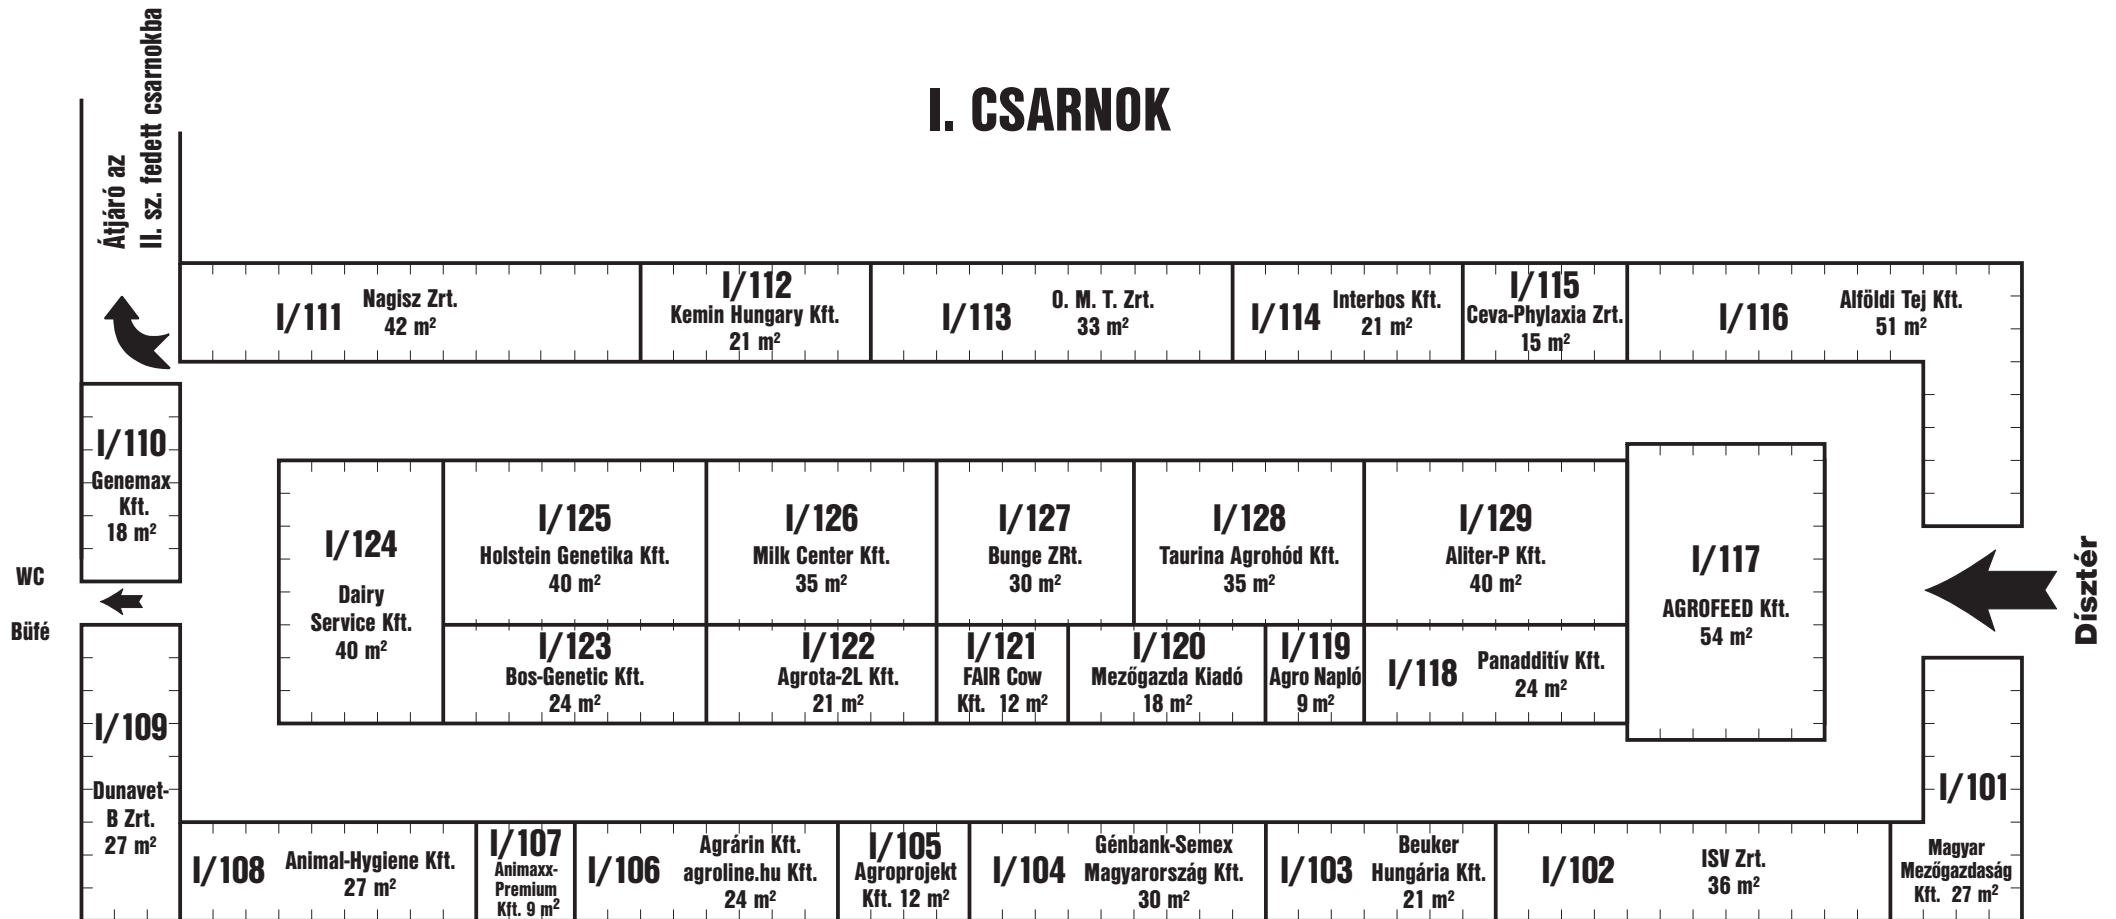 I. CSARNOK
Átjáró az
II. sz. fedett csarnokba
I/111
Nagisz Zrt.
42 m²
I/112
Kemin Hungary Kft.
21 m²
I/113
O. M. T. Zrt.
33 m²
I/114
Interbos Kft.
21 m²
I/115
Ceva-Phylaxia Zrt.
15 m²
I/116
Alföldi Tej Kft.
51 m²
I/110
Genemax
Kft.
18 m²
WC
Büfé
I/124
Dairy
Service Kft.
40 m²
I/125
Holstein Genetika Kft.
40 m²
I/126
Milk Center Kft.
35 m²
I/127
Bunge ZRt.
30 m²
I/128
Taurina Agrohód Kft.
35 m²
I/129
Aliter-P Kft.
40 m²
I/117
AGROFEED Kft.
54 m²
Dísztér
I/123
Bos-Genetic Kft.
24 m²
I/122
Agrota-2L Kft.
21 m²
I/121
FAIR Cow
Kft. 12 m²
I/120
Mezőgazda Kiadó
18 m²
I/119
Agro Napló
9 m²
I/118
Panadditív Kft.
24 m²
I/109
Dunavet-
B Zrt.
27 m²
I/108
Animal-Hygiene Kft.
27 m²
I/107
Animaxx-
Premium
Kft. 9 m²
I/106
Agrárin Kft.
agroline.hu Kft.
24 m²
I/105
Agroprojekt
Kft. 12 m²
I/104
Génbank-Semex
Magyarország Kft.
30 m²
I/103
Beuker
Hungária Kft.
21 m²
I/102
ISV Zrt.
36 m²
I/101
Magyar
Mezőgazdaság
Kft. 27 m²